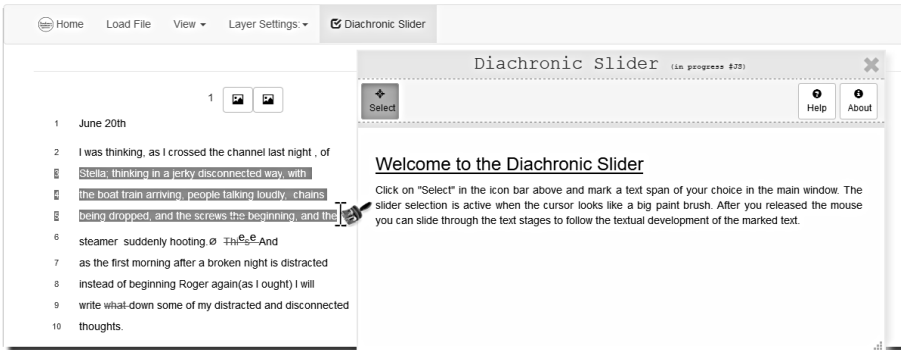 Home Load File View Layer Settings: Diachronic Slider
Diachronic Slider (in progress #JS)
Select Help About
1
1 June 20th
2 I was thinking, as I crossed the channel last night , of
3 Stella; thinking in a jerky disconnected way, with
4 the boat train arriving, people talking loudly, chains
5 being dropped, and the screws the beginning, and the
6 steamer suddenly hooting.ø Thiese And
7 as the first morning after a broken night is distracted
8 instead of beginning Roger again(as I ought) I will
9 write what down some of my distracted and disconnected
10 thoughts.
Welcome to the Diachronic Slider
Click on "Select" in the icon bar above and mark a text span of your choice in the main window. The
slider selection is active when the cursor looks like a big paint brush. After you released the mouse
you can slide through the text stages to follow the textual development of the marked text.